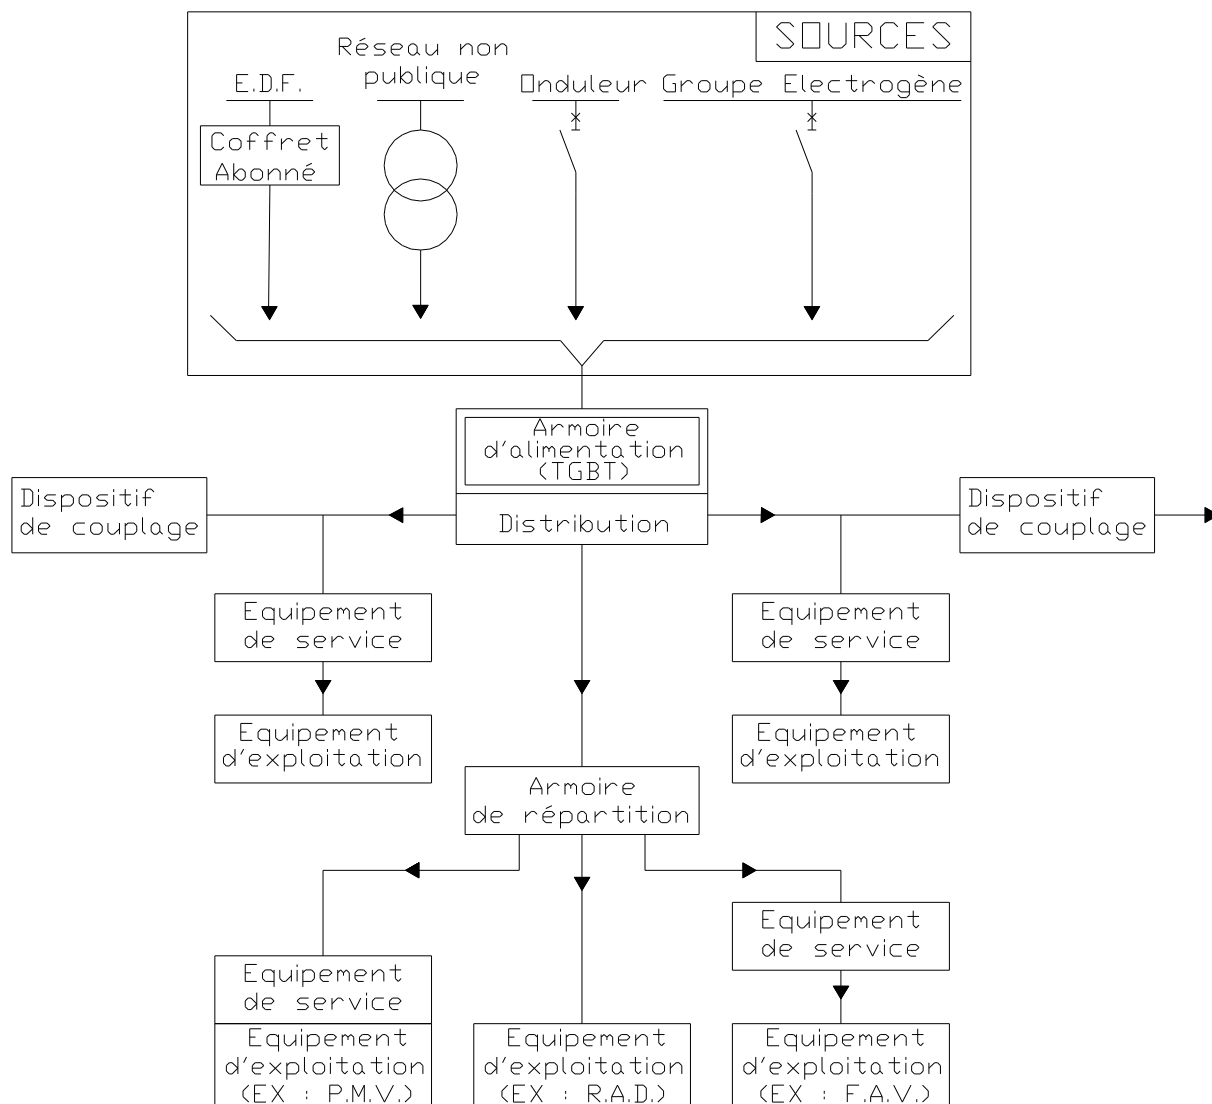 SOURCES
Réseau non
publique
E.D.F.
Onduleur
Groupe Electrogène
Coffret
Abonné
Armoire
d'alimentation
(TGBT)
Distribution
Dispositif
de couplage
Dispositif
de couplage
Equipement
de service
Equipement
de service
Equipement
d'exploitation
Equipement
d'exploitation
Armoire
de répartition
Equipement
de service
Equipement
de service
Equipement
d'exploitation
(EX : P.M.V.)
Equipement
d'exploitation
(EX : R.A.D.)
Equipement
d'exploitation
(EX : F.A.V.)